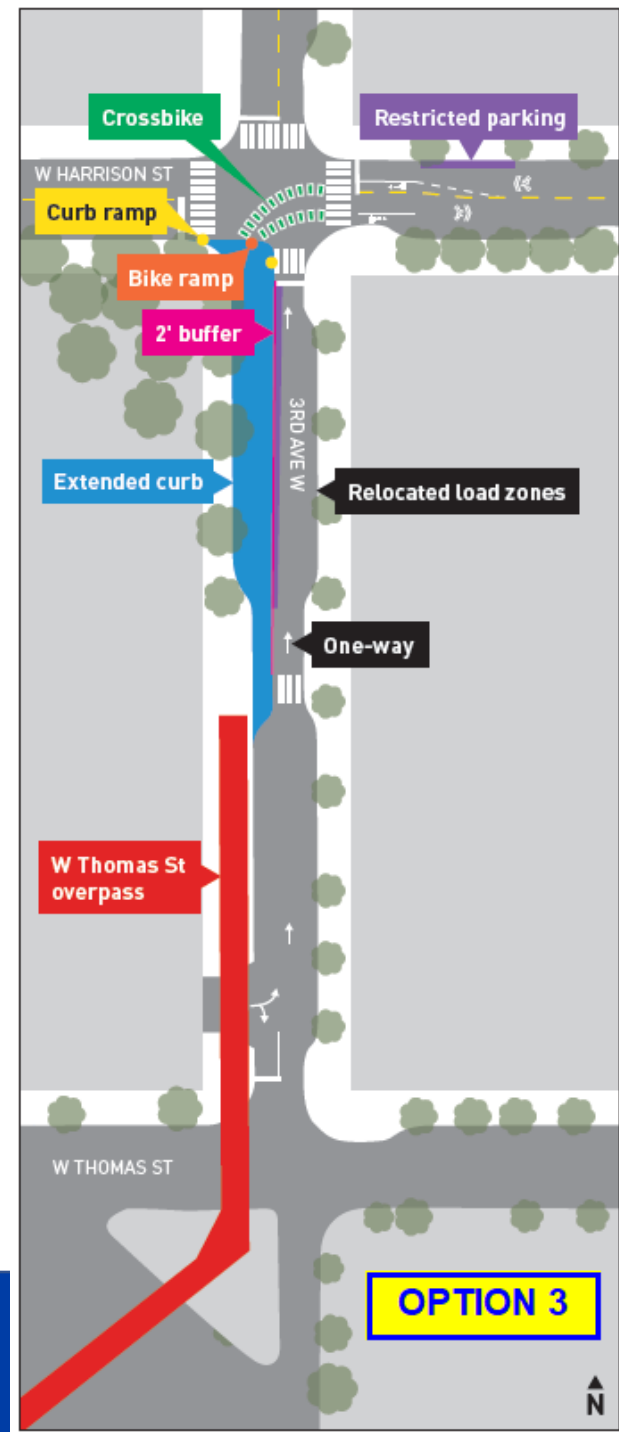 Crossbike
Restricted parking
W HARRISON ST
Curb ramp
Bike ramp
2' buffer
3RD AVE W
Extended curb
Relocated load zones
One-way
W Thomas St
overpass
W THOMAS ST
OPTION 3
N